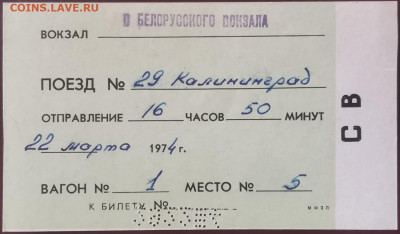 COINS.LAVE.RU
С БЕЛОРУССКОГО ВОКЗАЛА
ВОКЗАЛ
ПОЕЗД № 29 Калининград
ОТПРАВЛЕНИЕ 16 ЧАСОВ 50 МИНУТ
22 марта 1974 г.
ВАГОН № 1 МЕСТО № 5
К БИЛЕТУ №
МФЗП
СВ